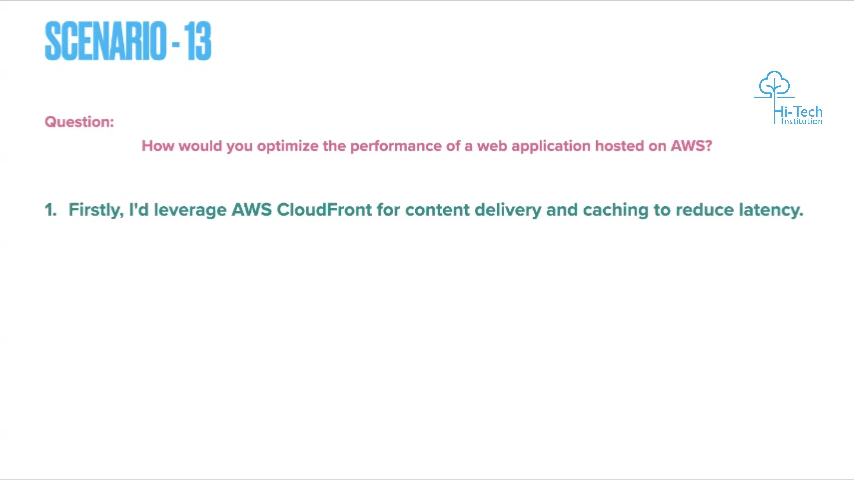 SCENARIO - 13
Hi-Tech
Institution
Question:
How would you optimize the performance of a web application hosted on AWS?
1. Firstly, I'd leverage AWS CloudFront for content delivery and caching to reduce latency.